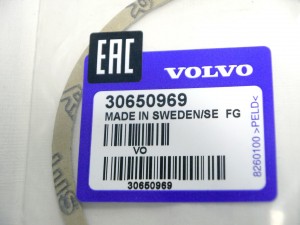 EAC
VOLVO
30650969
MADE IN SWEDEN/SE FG
VO
30650969
8260100 >PELD<